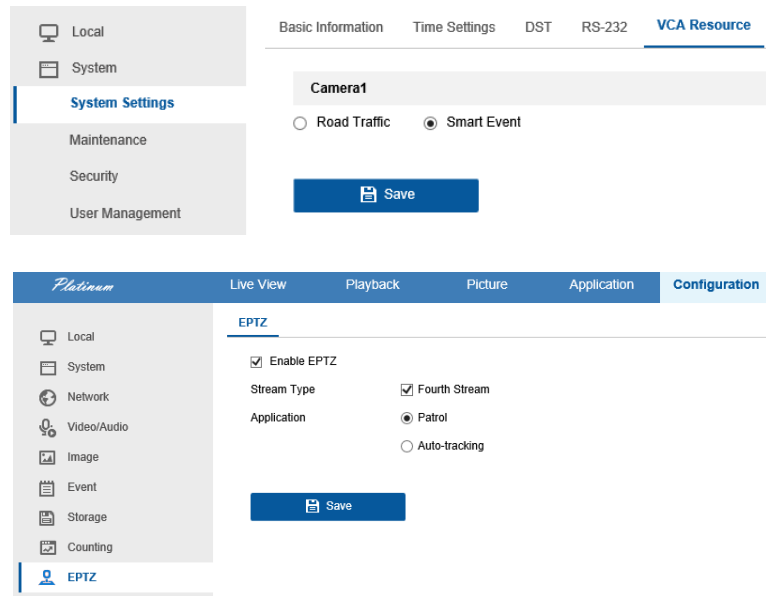 Local
Basic Information Time Settings DST RS-232 VCA Resource
System
Camera1
System Settings
Road Traffic Smart Event
Maintenance
Security
Save
User Management
Platinum Live View Playback Picture Application Configuration
EPTZ
Local
Enable EPTZ
System
Stream Type Fourth Stream
Network
Application Patrol
Video/Audio
Auto-tracking
Image
Event
Save
Storage
Counting
EPTZ